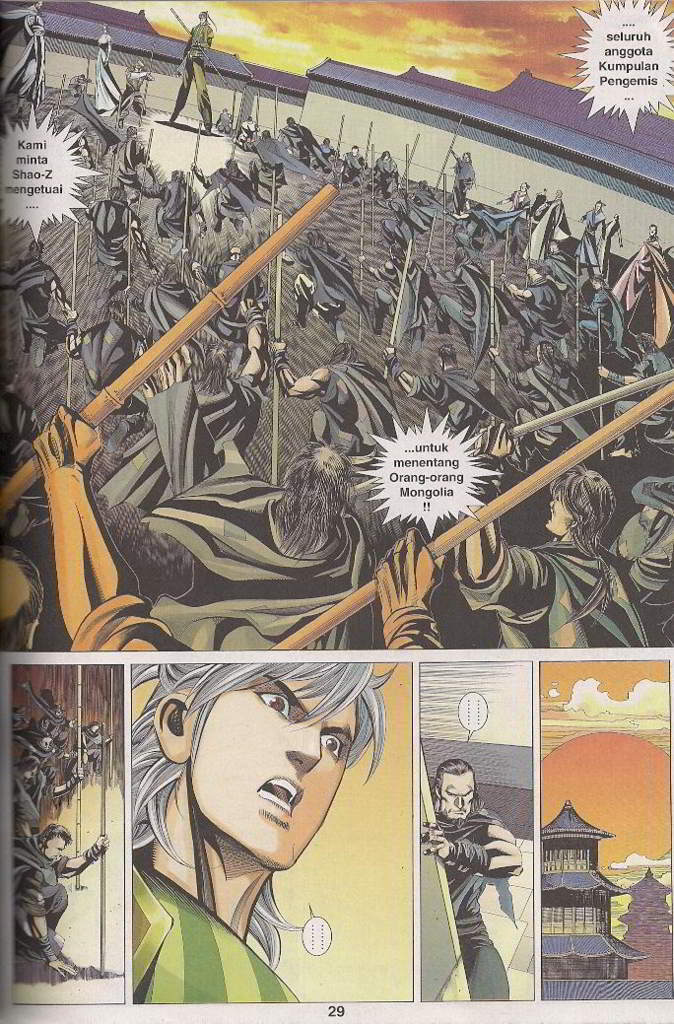 Kami
minta
Shao-Z
mengetuai
....
....
seluruh
anggota
Kumpulan
Pengemis
...
...untuk
menentang
Orang-orang
Mongolia
!!
29